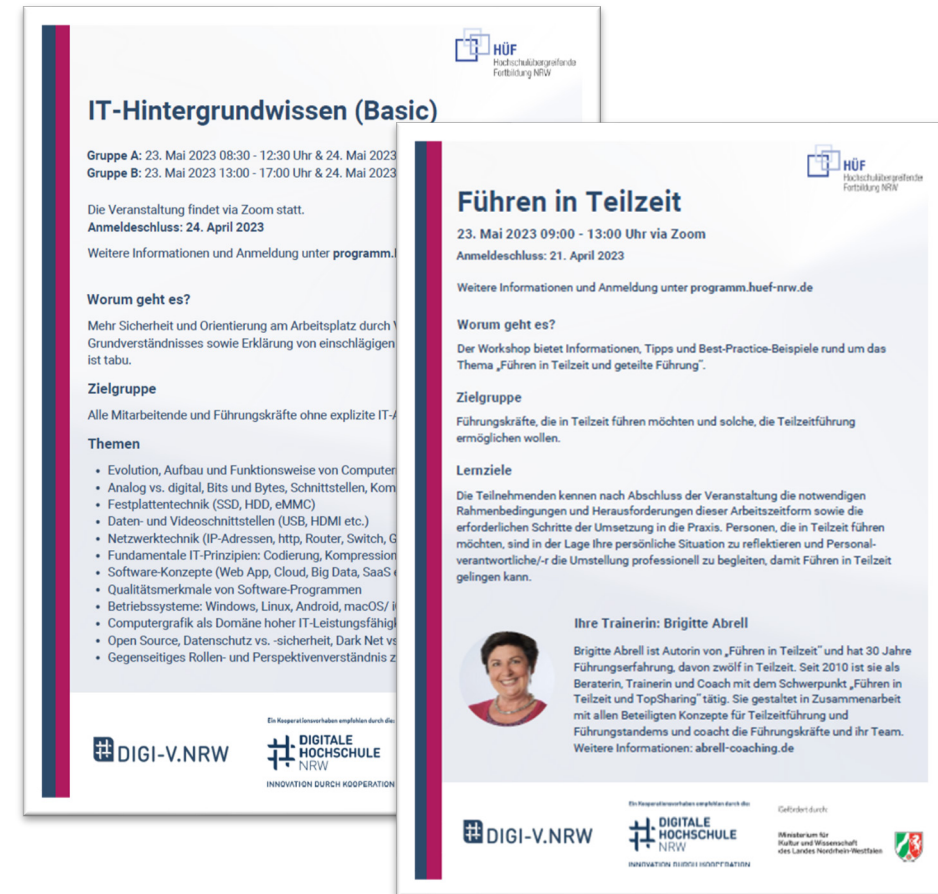 HÜF
Hochschulübergreifende
Fortbildung NRW
IT-Hintergrundwissen (Basic)
Gruppe A: 23. Mai 2023 08:30 - 12:30 Uhr & 24. Mai 2023
Gruppe B: 23. Mai 2023 13:00 - 17:00 Uhr & 24. Mai 2023
Die Veranstaltung findet via Zoom statt.
Anmeldeschluss: 24. April 2023
Weitere Informationen und Anmeldung unter programm.
Worum geht es?
Mehr Sicherheit und Orientierung am Arbeitsplatz durch
Grundverständnisses sowie Erklärung von einschlägigen
ist tabu.
Zielgruppe
Alle Mitarbeitende und Führungskräfte ohne explizite IT-
Themen
• Evolution, Aufbau und Funktionsweise von Computer
• Analog vs. digital, Bits und Bytes, Schnittstellen, Kom
• Festplattentechnik (SSD, HDD, eMMC)
• Daten- und Videoschnittstellen (USB, HDMI etc.)
• Netzwerktechnik (IP-Adressen, http, Router, Switch, G
• Fundamentale IT-Prinzipien: Codierung, Kompression
• Software-Konzepte (Web App, Cloud, Big Data, SaaS
• Qualitätsmerkmale von Software-Programmen
• Betriebssysteme: Windows, Linux, Android, macOS/
• Computergrafik als Domäne hoher IT-Leistungsfähig
• Open Source, Datenschutz vs. -sicherheit, Dark Net vs
• Gegenseitiges Rollen- und Perspektivenverständnis z
DIGI-V.NRW
Ein Kooperationsvorhaben empfohlen durch die:
DIGITALE
HOCHSCHULE
NRW
INNOVATION DURCH KOOPERATION
HÜF
Hochschulübergreifende
Fortbildung NRW
Führen in Teilzeit
23. Mai 2023 09:00 - 13:00 Uhr via Zoom
Anmeldeschluss: 21. April 2023
Weitere Informationen und Anmeldung unter programm.huef-nrw.de
Worum geht es?
Der Workshop bietet Informationen, Tipps und Best-Practice-Beispiele rund um das
Thema „Führen in Teilzeit und geteilte Führung”.
Zielgruppe
Führungskräfte, die in Teilzeit führen möchten und solche, die Teilzeitführung
ermöglichen wollen.
Lernziele
Die Teilnehmenden kennen nach Abschluss der Veranstaltung die notwendigen
Rahmenbedingungen und Herausforderungen dieser Arbeitszeitform sowie die
erforderlichen Schritte der Umsetzung in die Praxis. Personen, die in Teilzeit führen
möchten, sind in der Lage Ihre persönliche Situation zu reflektieren und Personal-
verantwortliche/-r die Umstellung professionell zu begleiten, damit Führen in Teilzeit
gelingen kann.
Ihre Trainerin: Brigitte Abrell
Brigitte Abrell ist Autorin von „Führen in Teilzeit” und hat 30 Jahre
Führungserfahrung, davon zwölf in Teilzeit. Seit 2010 ist sie als
Beraterin, Trainerin und Coach mit dem Schwerpunkt „Führen in
Teilzeit und TopSharing” tätig. Sie gestaltet in Zusammenarbeit
mit allen Beteiligten Konzepte für Teilzeitführung und
Führungstandems und coacht die Führungskräfte und ihr Team.
Weitere Informationen: abrell-coaching.de
DIGI-V.NRW
Ein Kooperationsvorhaben empfohlen durch die:
DIGITALE
HOCHSCHULE
NRW
INNOVATION DURCH KOOPERATION
Gefördert durch:
Ministerium für
Kultur und Wissenschaft
des Landes Nordrhein-Westfalen